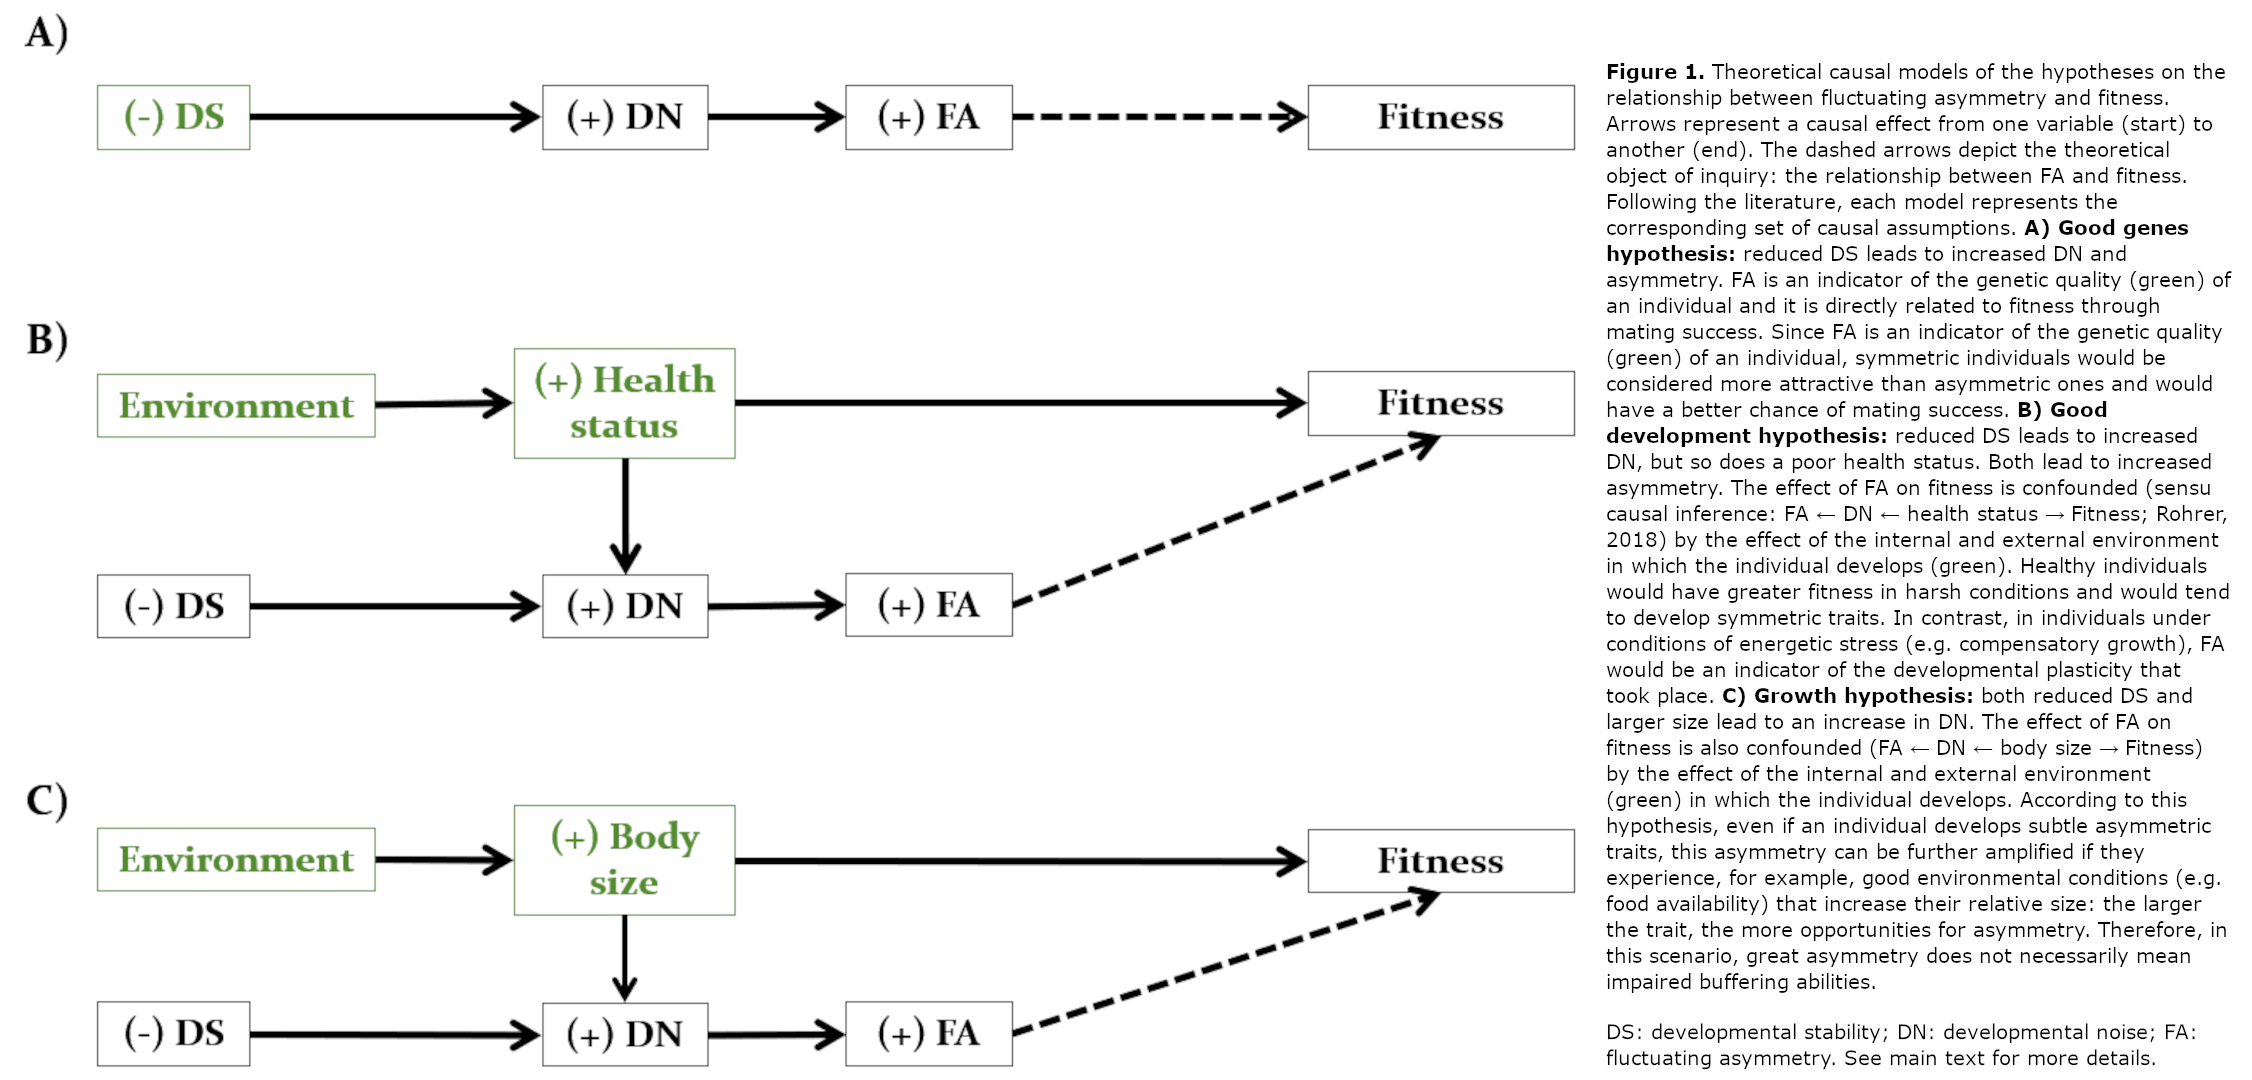 A)
(-) DS
(+) DN
(+) FA
Fitness
B)
Environment
(+) Health
status
Fitness
(-) DS
(+) DN
(+) FA
C)
Environment
(+) Body
size
Fitness
(-) DS
(+) DN
(+) FA
Figure 1. Theoretical causal models of the hypotheses on the
relationship between fluctuating asymmetry and fitness.
Arrows represent a causal effect from one variable (start) to
another (end). The dashed arrows depict the theoretical
object of inquiry: the relationship between FA and fitness.
Following the literature, each model represents the
corresponding set of causal assumptions. A) Good genes
hypothesis: reduced DS leads to increased DN and
asymmetry. FA is an indicator of the genetic quality (green) of
an individual and it is directly related to fitness through
mating success. Since FA is an indicator of the genetic quality
(green) of an individual, symmetric individuals would be
considered more attractive than asymmetric ones and would
have a better chance of mating success. B) Good
development hypothesis: reduced DS leads to increased
DN, but so does a poor health status. Both lead to increased
asymmetry. The effect of FA on fitness is confounded (sensu
causal inference: FA ← DN ← health status → Fitness; Rohrer,
2018) by the effect of the internal and external environment
in which the individual develops (green). Healthy individuals
would have greater fitness in harsh conditions and would tend
to develop symmetric traits. In contrast, in individuals under
conditions of energetic stress (e.g. compensatory growth), FA
would be an indicator of the developmental plasticity that
took place. C) Growth hypothesis: both reduced DS and
larger size lead to an increase in DN. The effect of FA on
fitness is also confounded (FA ← DN ← body size → Fitness)
by the effect of the internal and external environment
(green) in which the individual develops. According to this
hypothesis, even if an individual develops subtle asymmetric
traits, this asymmetry can be further amplified if they
experience, for example, good environmental conditions (e.g.
food availability) that increase their relative size: the larger
the trait, the more opportunities for asymmetry. Therefore, in
this scenario, great asymmetry does not necessarily mean
impaired buffering abilities.
DS: developmental stability; DN: developmental noise; FA:
fluctuating asymmetry. See main text for more details.